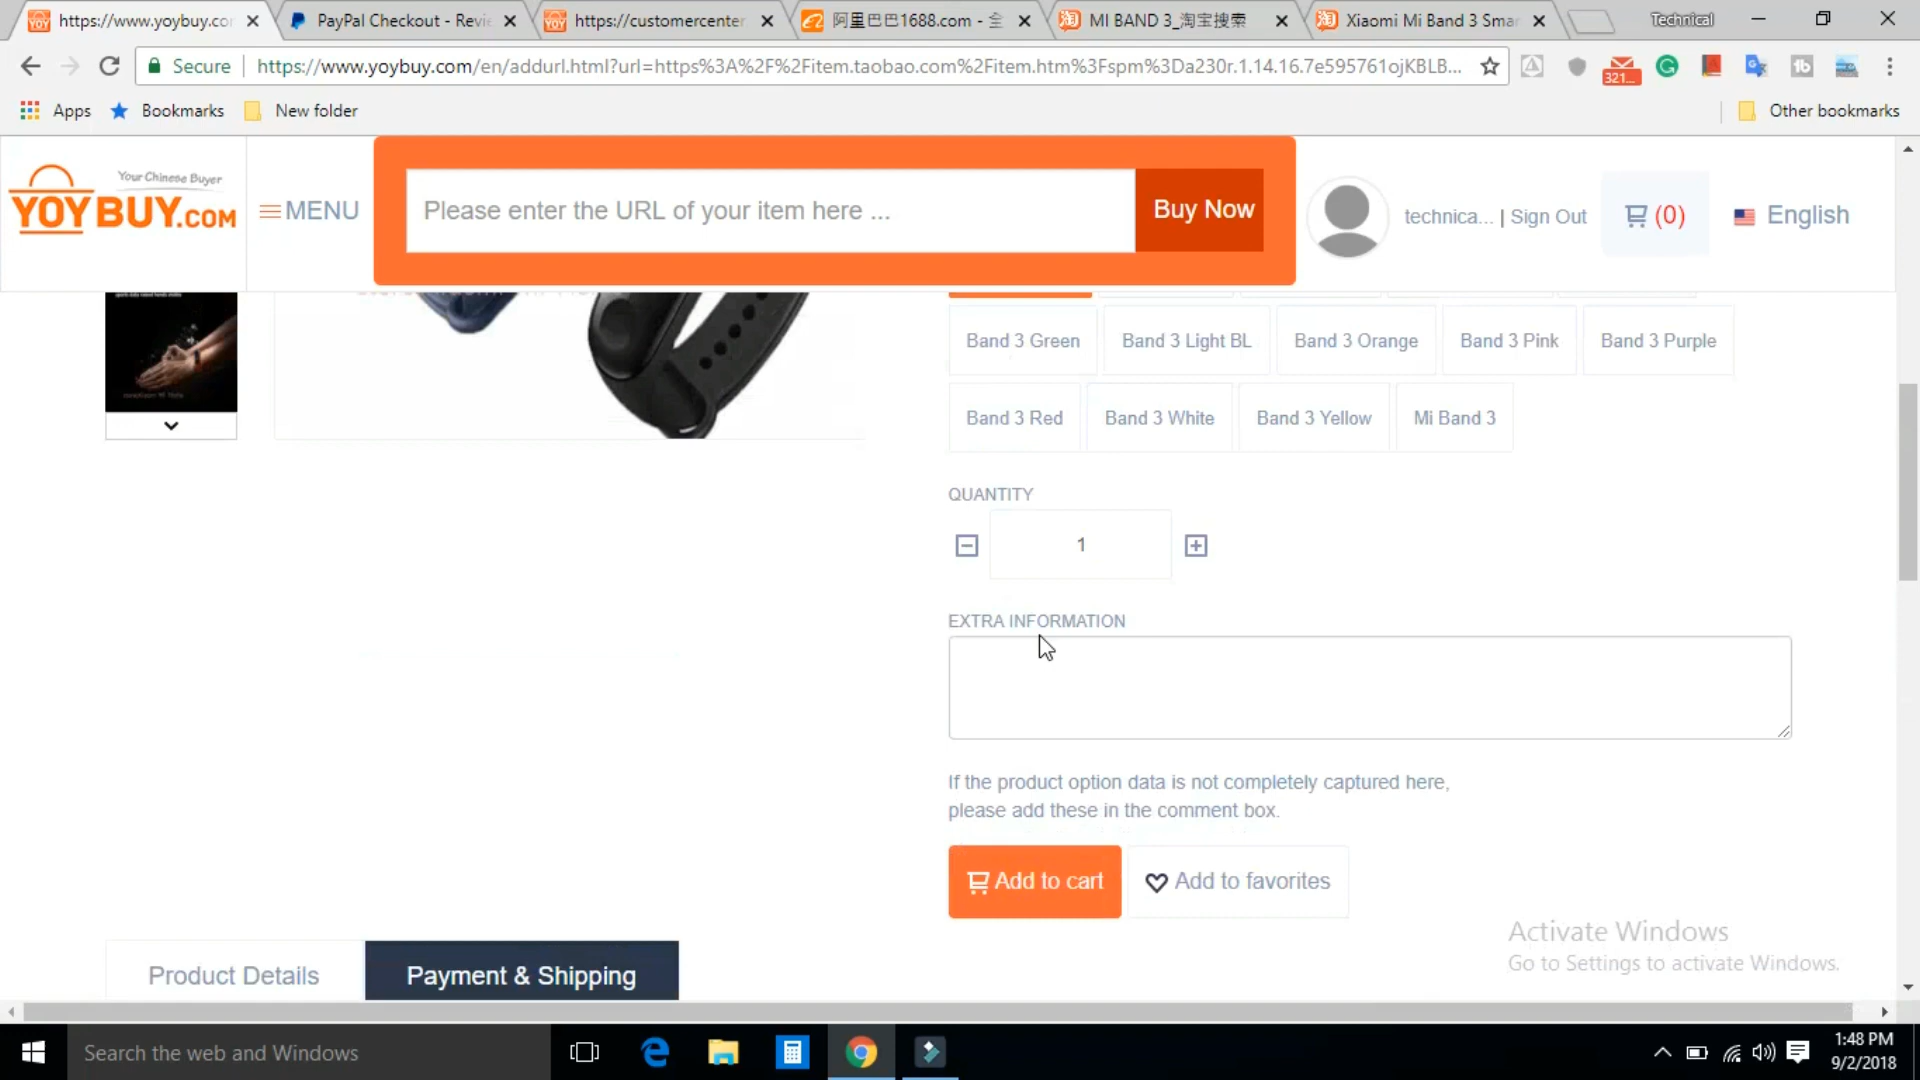 https://www.yoybuy.cor
PayPal Checkout - Revie
https://customercenter
阿里巴巴1688.com - 全
MI BAND 3_淘宝搜索
Xiaomi Mi Band 3 Smar
Technical
Secure
https://www.yoybuy.com/en/addurl.html?url=https%3A%2F%2Fitem.taobao.com%2Fitem.htm%3Fspm%3Da230r.1.14.16.7e595761ojKBLB...
321...
Apps
Bookmarks
New folder
Other bookmarks
Your Chinese Buyer
YOYBUY.COM
MENU
Please enter the URL of your item here ...
Buy Now
technica... | Sign Out
(0)
English
Band 3 Green
Band 3 Light BL
Band 3 Orange
Band 3 Pink
Band 3 Purple
Band 3 Red
Band 3 White
Band 3 Yellow
Mi Band 3
QUANTITY
1
EXTRA INFORMATION
If the product option data is not completely captured here,
please add these in the comment box.
Add to cart
Add to favorites
Activate Windows
Go to Settings to activate Windows.
Product Details
Payment & Shipping
Search the web and Windows
1:48 PM
9/2/2018